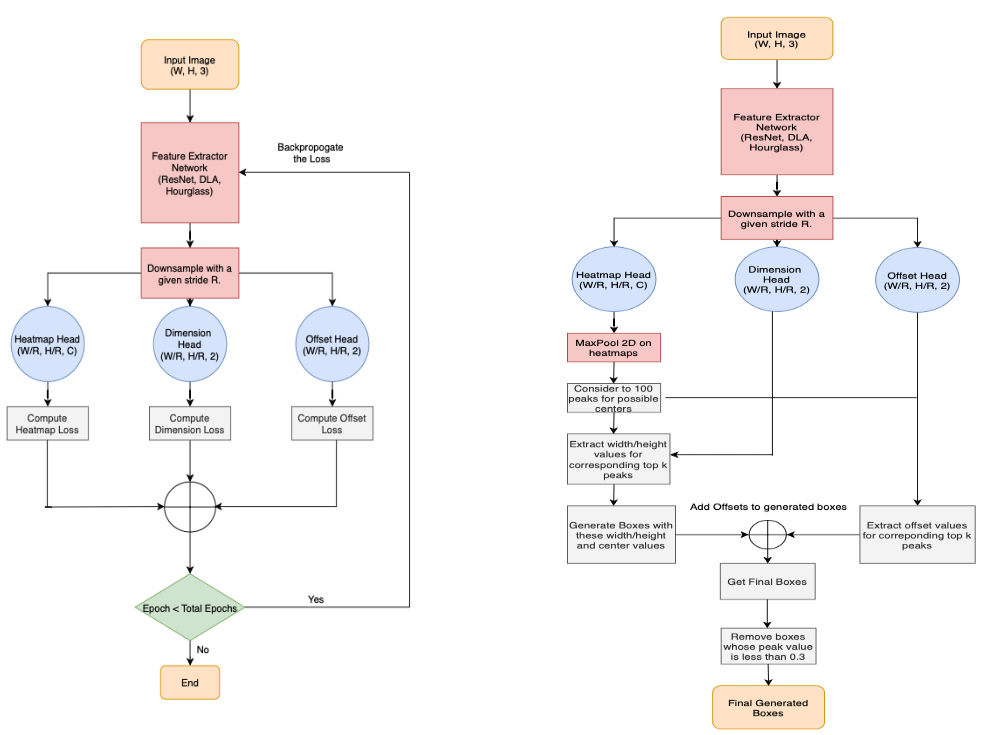 Input Image
(W, H, 3)
Feature Extractor
Network
(ResNet, DLA,
Hourglass)
Backpropogate
the Loss
Downsample with a
given stride R.
Heatmap Head
(W/R, H/R, C)
Dimension
Head
(W/R, H/R, 2)
Offset Head
(W/R, H/R, 2)
Compute
Heatmap Loss
Compute
Dimension Loss
Compute Offset
Loss
Epoch < Total Epochs
Yes
No
End
Input Image
(W, H, 3)
Feature Extractor
Network
(ResNet, DLA,
Hourglass)
Downsample with a
given stride R.
Heatmap Head
(W/R, H/R, C)
Dimension
Head
(W/R, H/R, 2)
Offset Head
(W/R, H/R, 2)
MaxPool 2D on
heatmaps
Consider to 100
peaks for possible
centers
Extract width/height
values for
corresponding top k
peaks
Generate Boxes with
these width/height
and center values
Add Offsets to generated boxes
Extract offset values
for correponding top k
peaks
Get Final Boxes
Remove boxes
whose peak value
is less than 0.3
Final Generated
Boxes